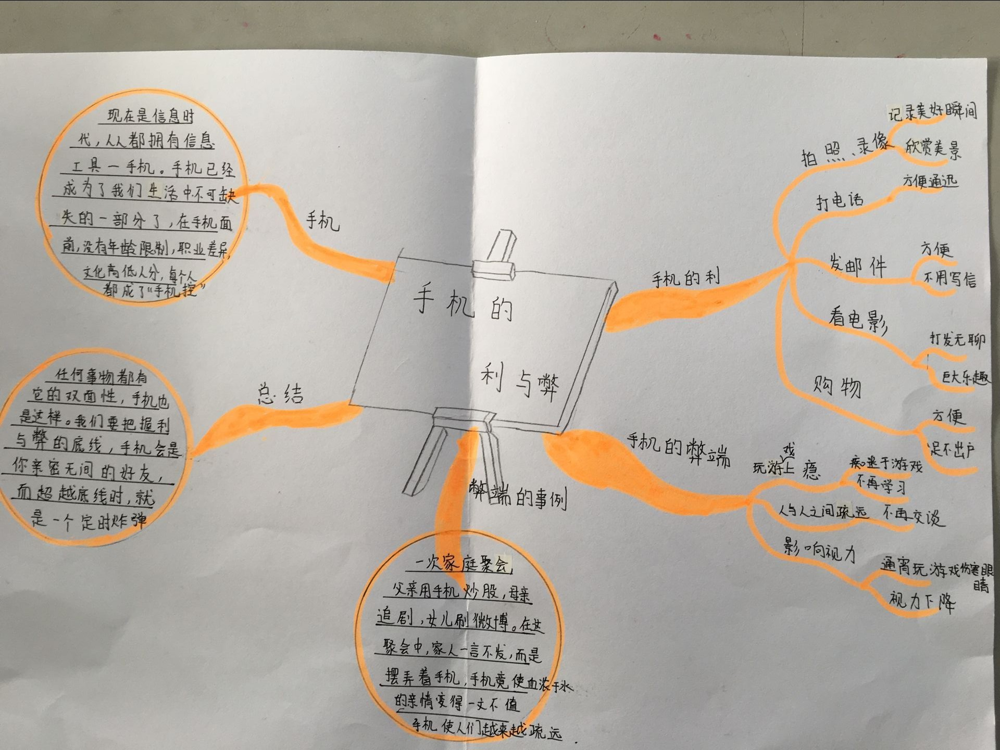 手机的
利与弊
手机
现在是信息时
代，人人都拥有信息
工具一手机。手机已经
成为了我们生活中不可缺
失的一部分了，在手机面
前，没有年龄限制，职业差异，
文化高低人分，每个人
都成了“手机控”
手机的利
拍照、录像
记录美好瞬间
欣赏美景
打电话
方便通迅
发邮件
方便
不用写信
看电影
打发无聊
巨大乐趣
购物
方便
足不出户
手机的弊端
玩游戏上瘾
痴迷于游戏
不再学习
人与人之间疏远
不再交谈
影响视力
通宵玩游戏伤害眼
睛
视力下降
弊端的事例
一次家庭聚会，
父亲用手机炒股，母亲
追剧，女儿刷微博。在这
聚会中，家人一言不发，而是
摆弄着手机，手机竟使血浓于水
的亲情变得一文不值
手机使人们越来越疏远.
总结
任何事物都有
它的双面性，手机也
是这样。我们要把握利
与弊的底线，手机会是
你亲密无间的好友，
而超越底线时，就
是一个定时炸弹